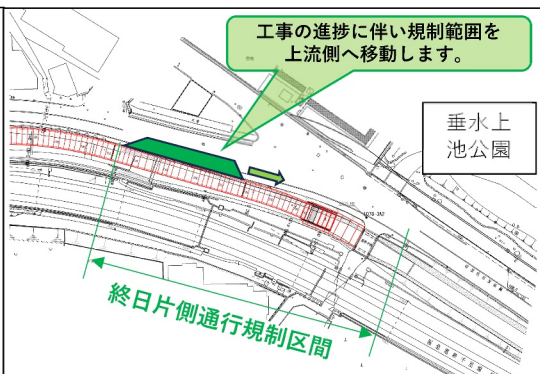 工事の進捗に伴い規制範囲を
上流側へ移動します。
垂水上
池公園
終日片側通行規制区間